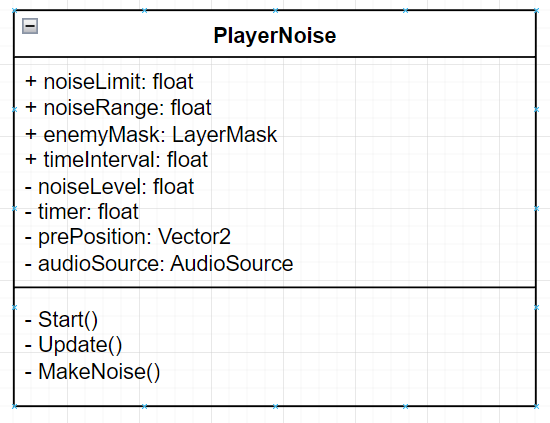 PlayerNoise
+ noiseLimit: float
+ noiseRange: float
+ enemyMask: LayerMask
+ timeInterval: float
- noiseLevel: float
- timer: float
- prePosition: Vector2
- audioSource: AudioSource
- Start()
- Update()
- MakeNoise()